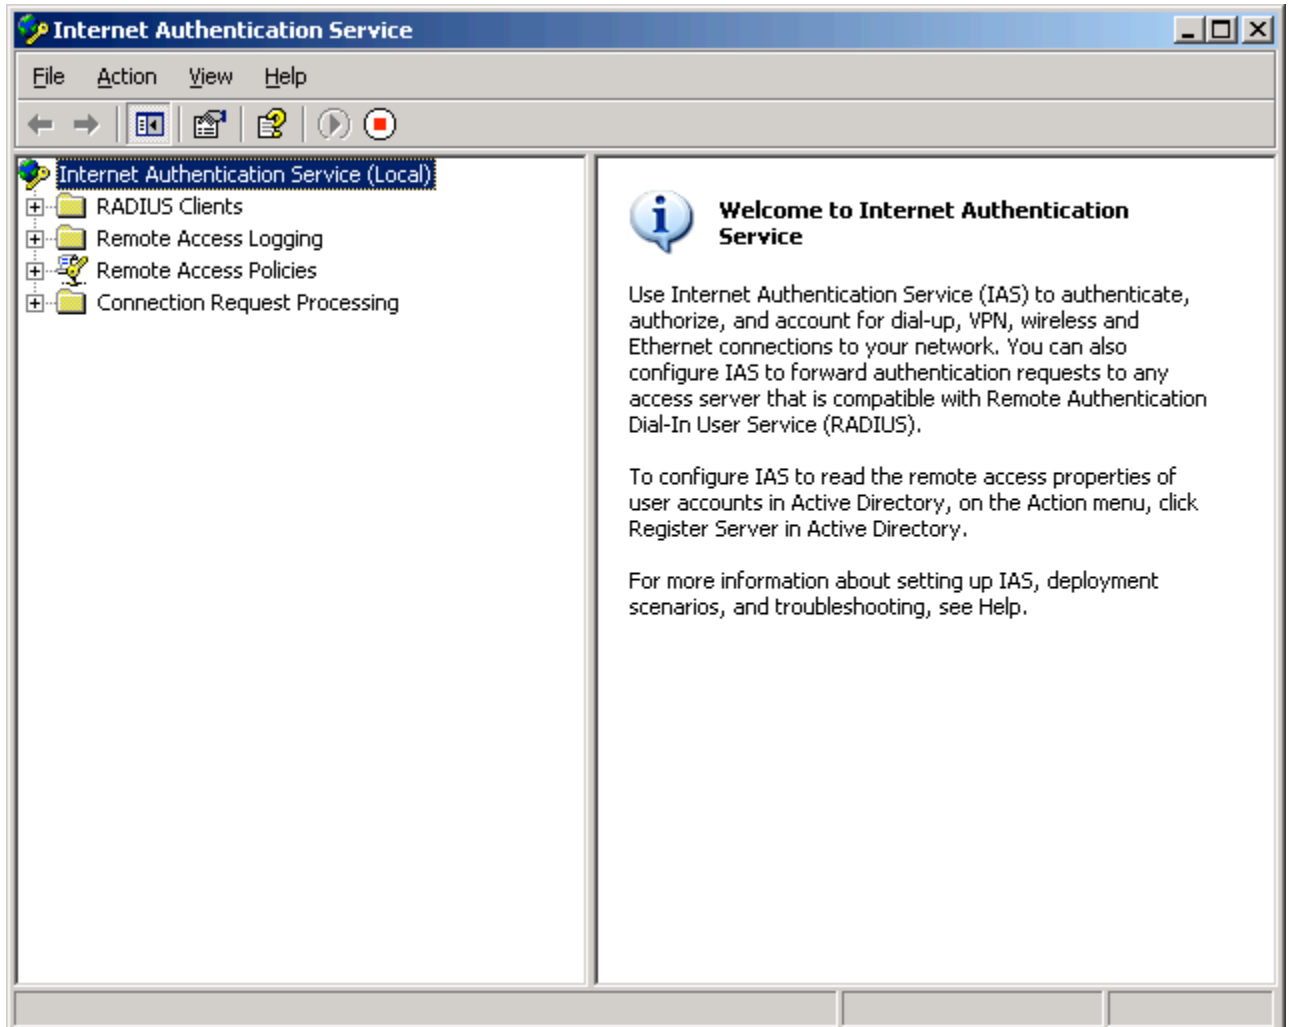 Internet Authentication Service
File Action View Help
Internet Authentication Service (Local)
RADIUS Clients
Remote Access Logging
Remote Access Policies
Connection Request Processing
Welcome to Internet Authentication
Service
Use Internet Authentication Service (IAS) to authenticate,
authorize, and account for dial-up, VPN, wireless and
Ethernet connections to your network. You can also
configure IAS to forward authentication requests to any
access server that is compatible with Remote Authentication
Dial-In User Service (RADIUS).
To configure IAS to read the remote access properties of
user accounts in Active Directory, on the Action menu, click
Register Server in Active Directory.
For more information about setting up IAS, deployment
scenarios, and troubleshooting, see Help.